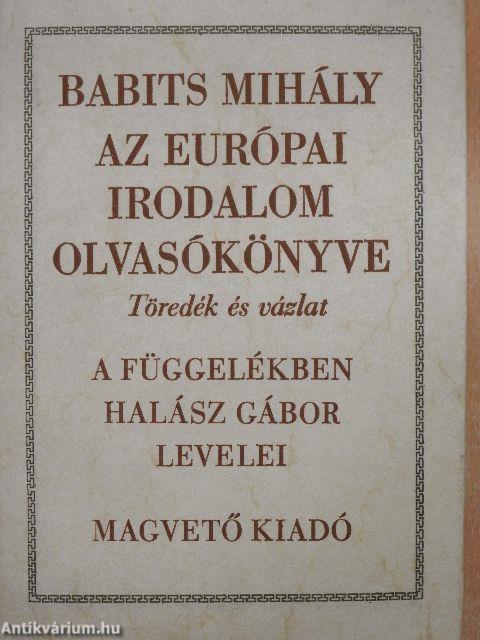 BABITS MIHÁLY
AZ EURÓPAI
IRODALOM
OLVASÓKÖNYVE
Töredék és vázlat
A FÜGGELÉKBEN
HALÁSZ GÁBOR
LEVELEI
MAGVETŐ KIADÓ
Antikvárium.hu